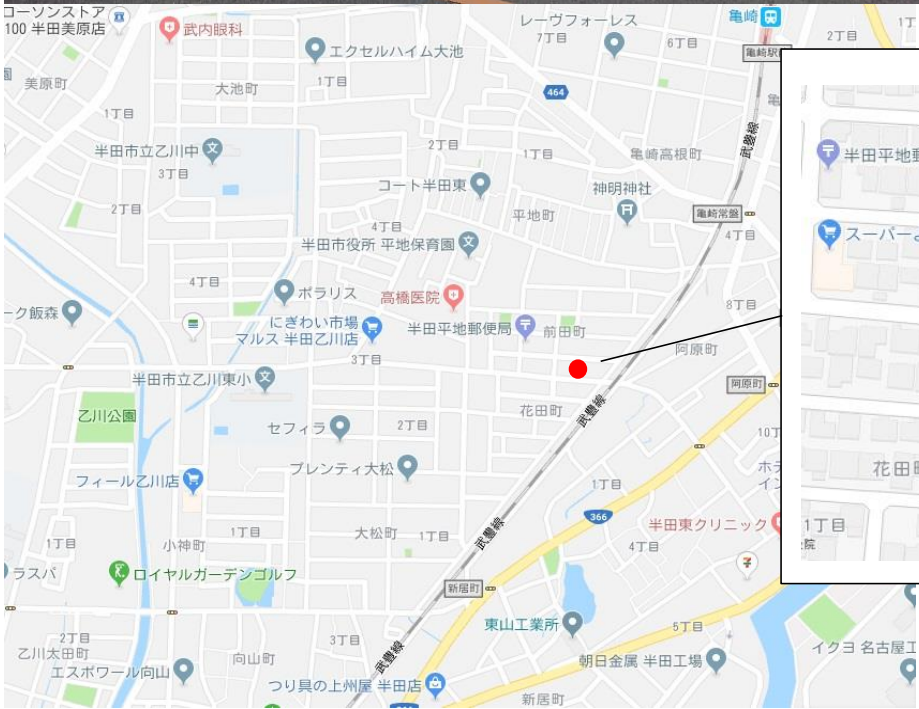 ローソンストア
100 半田美原店
武内眼科
エクセルハイム大池
レーヴフォーレス
7丁目
6丁目
亀崎
亀崎駅
2丁目
美原町
大池町
1丁目
464
1丁目
半田市立乙川中
3丁目
2丁目
1丁目
亀崎高根町
武豊線
半田平地郵
コート半田東
神明神社
2丁目
平地町
亀崎常盤
4丁目
4丁目
半田市役所 平地保育園
スーパー
4丁目
ポラリス
高橋医院
8丁目
ーク飯森
にぎわい市場
マルス 半田乙川店
半田平地郵便局
前田町
3丁目
阿原町
半田市立乙川東小
阿原町
乙川公園
花田町
武豊線
セフィラ
2丁目
フィール乙川店
プレンティ大松
花田
1丁目
366
半田東クリニック
1丁目
院
1丁目
小神町
1丁目
大松町
1丁目
武豊線
4丁目
ラスパ
ロイヤルガーデンゴルフ
新居町
東山工業所
5丁目
2丁目
乙川太田町
エスポワール向山
向山町
3丁目
武豊線
朝日金属 半田工場
イクヨ 名古屋工
つり具の上州屋 半田店
新居町